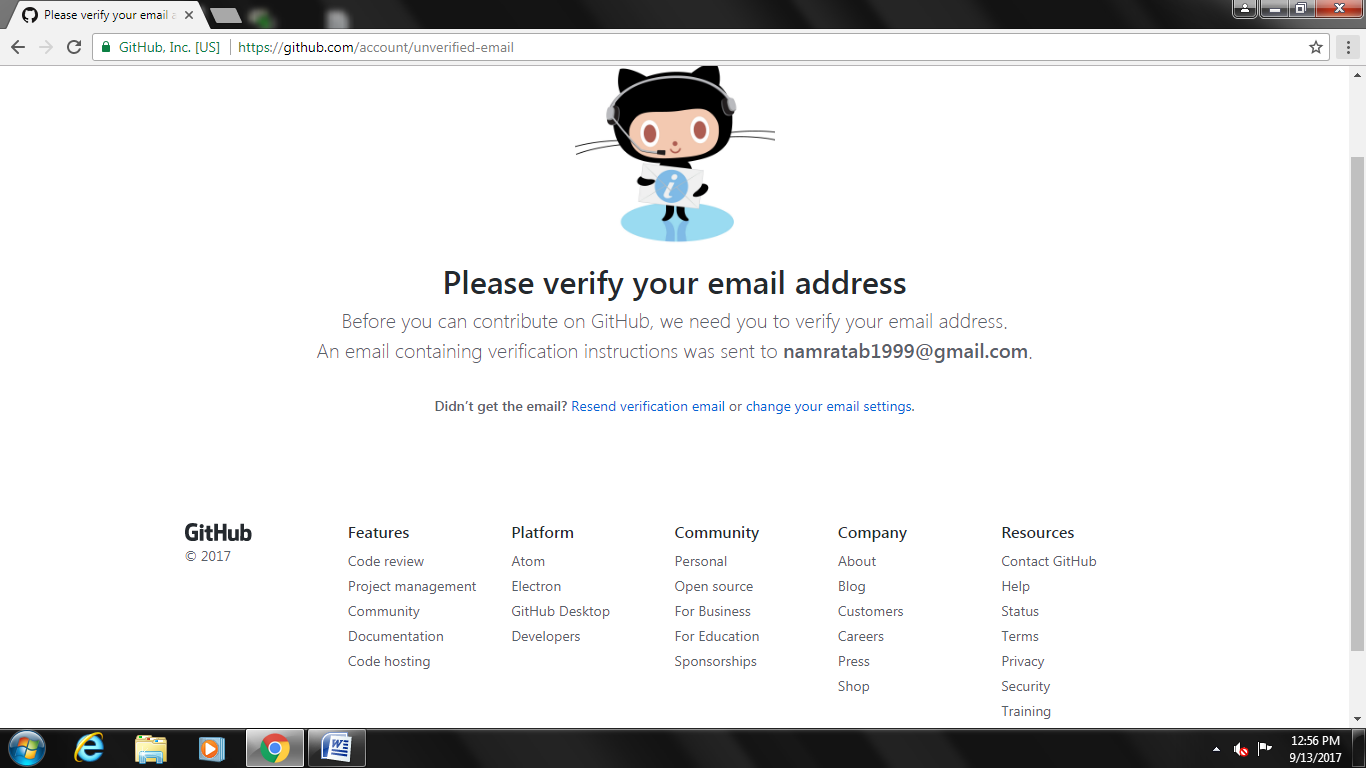 Please verify your email a
GitHub, Inc. [US]
https://github.com/account/unverified-email
i
Please verify your email address
Before you can contribute on GitHub, we need you to verify your email address.
An email containing verification instructions was sent to namratab1999@gmail.com.
Didn't get the email? Resend verification email or change your email settings.
GitHub
© 2017
Features
Code review
Project management
Community
Documentation
Code hosting
Platform
Atom
Electron
GitHub Desktop
Developers
Community
Personal
Open source
For Business
For Education
Sponsorships
Company
About
Blog
Customers
Careers
Press
Shop
Resources
Contact GitHub
Help
Status
Terms
Privacy
Security
Training
W
12:56 PM
9/13/2017